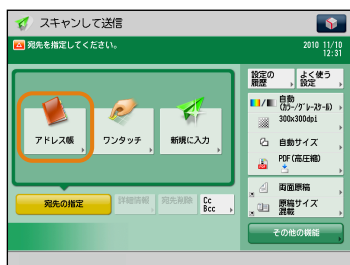 スキャンして送信
宛先を指定してください。
2010 11/10
12:31
アドレス帳
ワンタッチ
新規に入力
宛先の指定
詳細情報
宛先削除
Cc
Bcc
設定の
履歴
よく使う
設定
自動
(カラー/グレースケール)
300x300dpi
自動サイズ
PDF(高圧縮)
両面原稿
原稿サイズ
混載
その他の機能